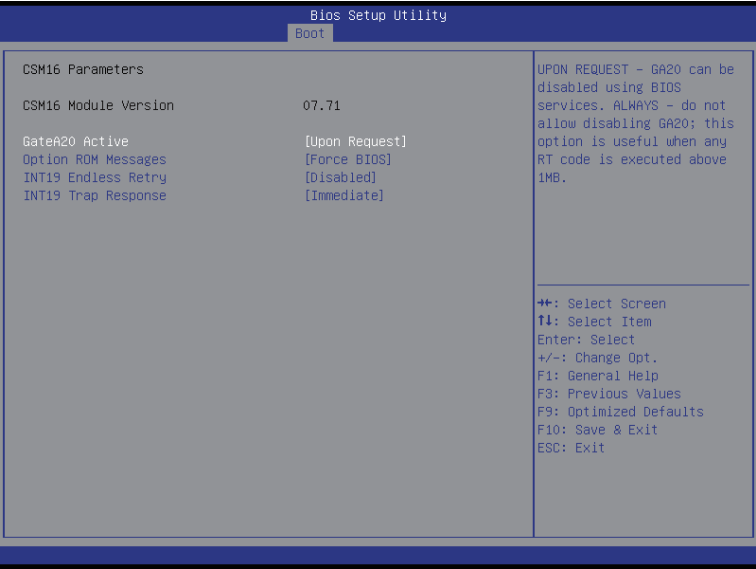 Bios Setup Utility
Boot
CSM16 Parameters
CSM16 Module Version 07.71
GateA20 Active [Upon Request]
Option ROM Messages [Force BIOS]
INT19 Endless Retry [Disabled]
INT19 Trap Response [Immediate]
UPON REQUEST - GA20 can be
disabled using BIOS
services. ALWAYS - do not
allow disabling GA20; this
option is useful when any
RT code is executed above
1MB.
→←: Select Screen
↑↓: Select Item
Enter: Select
+/-: Change Opt.
F1: General Help
F3: Previous Values
F9: Optimized Defaults
F10: Save & Exit
ESC: Exit